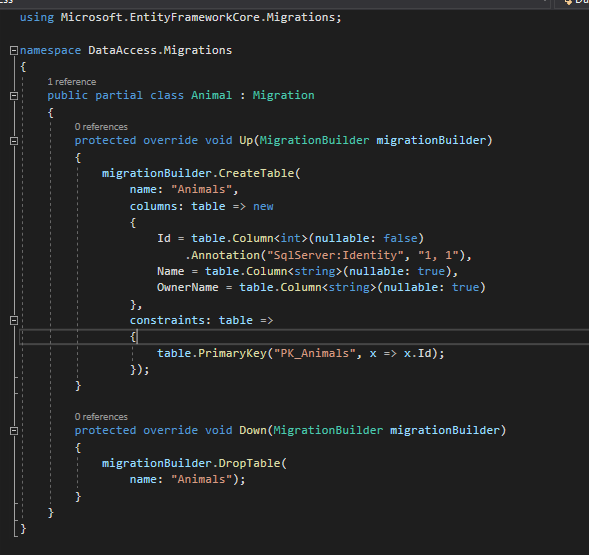 using Microsoft.EntityFrameworkCore.Migrations;
namespace DataAccess.Migrations
{
1 reference
public partial class Animal : Migration
{
0 references
protected override void Up(MigrationBuilder migrationBuilder)
{
migrationBuilder.CreateTable(
name: "Animals",
columns: table => new
{
Id = table.Column<int>(nullable: false)
.Annotation("SqlServer:Identity", "1, 1"),
Name = table.Column<string>(nullable: true),
OwnerName = table.Column<string>(nullable: true)
},
constraints: table =>
{
table.PrimaryKey("PK_Animals", x => x.Id);
});
}
0 references
protected override void Down(MigrationBuilder migrationBuilder)
{
migrationBuilder.DropTable(
name: "Animals");
}
}
}